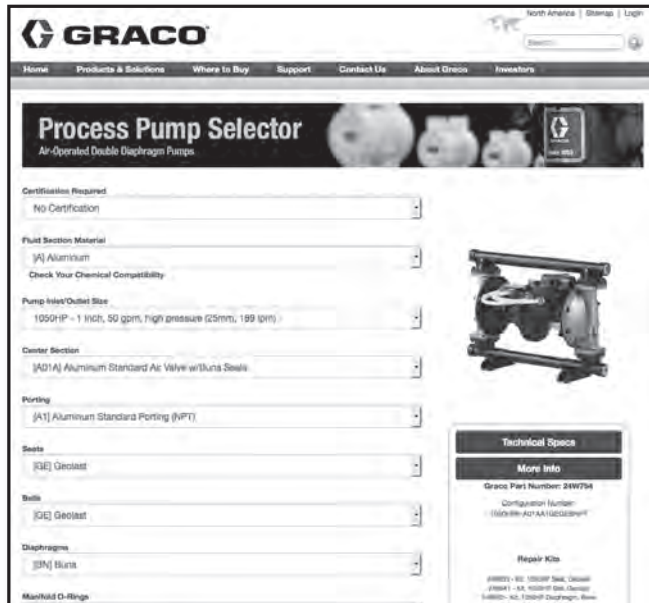 North America | Sitemap | Login
GRACO
Search
Home Products & Solutions Where to Buy Support Contact Us About Graco Investors
Process Pump Selector
Air-Operated Double Diaphragm Pumps
Certification Required
No Certification
Fluid Section Material
[A] Aluminum
Check Your Chemical Compatibility
Pump Inlet/Outlet Size
1050HP - 1 inch, 50 gpm, high pressure (25mm, 189 lpm)
Center Section
[A01A] Aluminum Standard Air Valve w/Buna Seals
Porting
[A1] Aluminum Standard Porting (NPT)
Seats
[GE] Geolast
Balls
[GE] Geolast
Diaphragms
[BN] Buna
Manifold O-Rings
Technical Specs
More Info
Graco Part Number: 24W754
Configuration Number:
Repair Kits